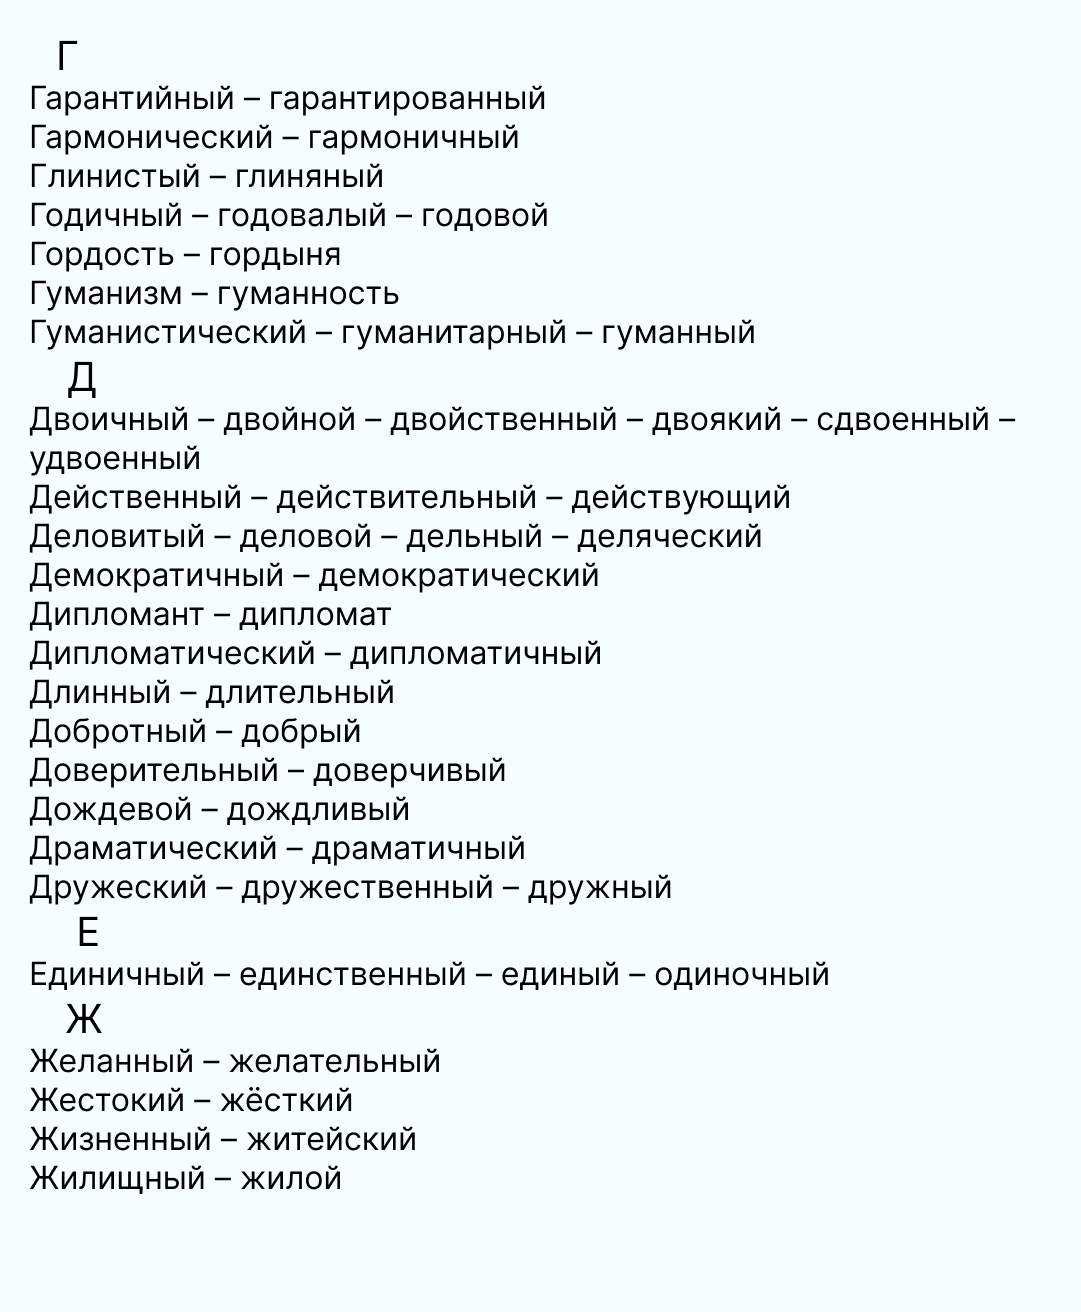 Г
Гарантийный – гарантированный
Гармонический – гармоничный
Глинистый – глиняный
Годичный – годовалый – годовой
Гордость – гордыня
Гуманизм – гуманность
Гуманистический – гуманитарный – гуманный
Д
Двоичный – двойной – двойственный – двоякий – сдвоенный –
удвоенный
Действенный – действительный – действующий
Деловитый – деловой – дельный – деляческий
Демократичный – демократический
Дипломант – дипломат
Дипломатический – дипломатичный
Длинный – длительный
Добротный – добрый
Доверительный – доверчивый
Дождевой – дождливый
Драматический – драматичный
Дружеский – дружественный – дружный
Е
Единичный – единственный – единый – одиночный
Ж
Желанный – желательный
Жестокий – жёсткий
Жизненный – житейский
Жилищный – жилой